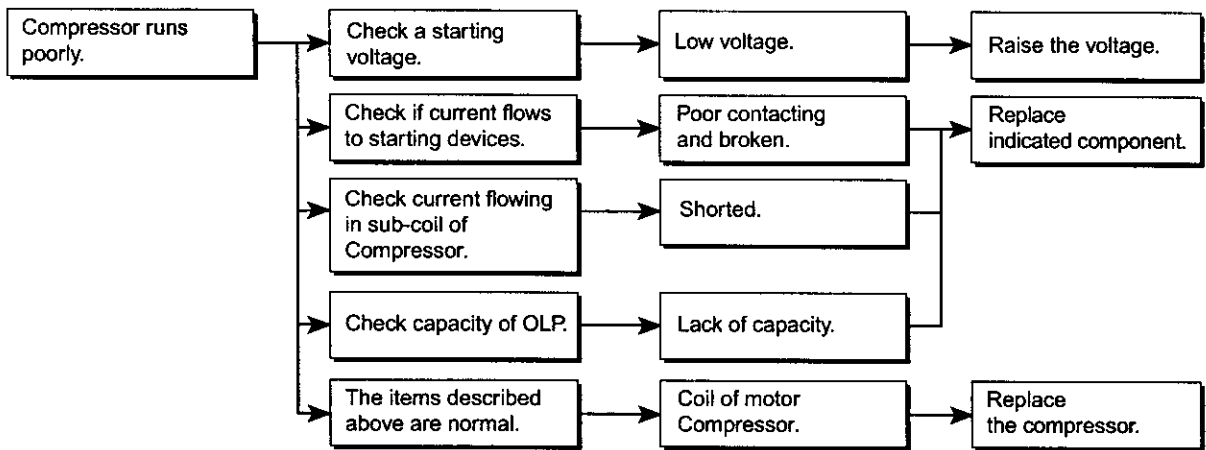 Compressor runs
poorly.
Check a starting
voltage.
Low voltage.
Raise the voltage.
Check if current flows
to starting devices.
Poor contacting
and broken.
Replace
indicated component.
Check current flowing
in sub-coil of
Compressor.
Shorted.
Check capacity of OLP.
Lack of capacity.
The items described
above are normal.
Coil of motor
Compressor.
Replace
the compressor.